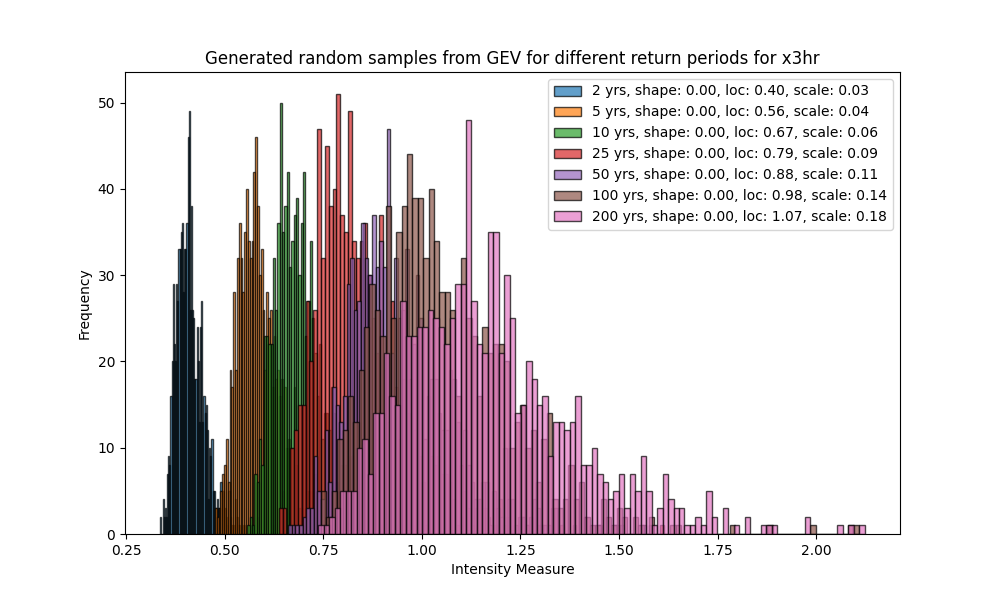 Generated random samples from GEV for different return periods for x3hr
2 yrs, shape: 0.00, loc: 0.40, scale: 0.03
5 yrs, shape: 0.00, loc: 0.56, scale: 0.04
10 yrs, shape: 0.00, loc: 0.67, scale: 0.06
25 yrs, shape: 0.00, loc: 0.79, scale: 0.09
50 yrs, shape: 0.00, loc: 0.88, scale: 0.11
100 yrs, shape: 0.00, loc: 0.98, scale: 0.14
200 yrs, shape: 0.00, loc: 1.07, scale: 0.18
Frequency
50
40
30
20
10
0
0.25 0.50 0.75 1.00 1.25 1.50 1.75 2.00
Intensity Measure